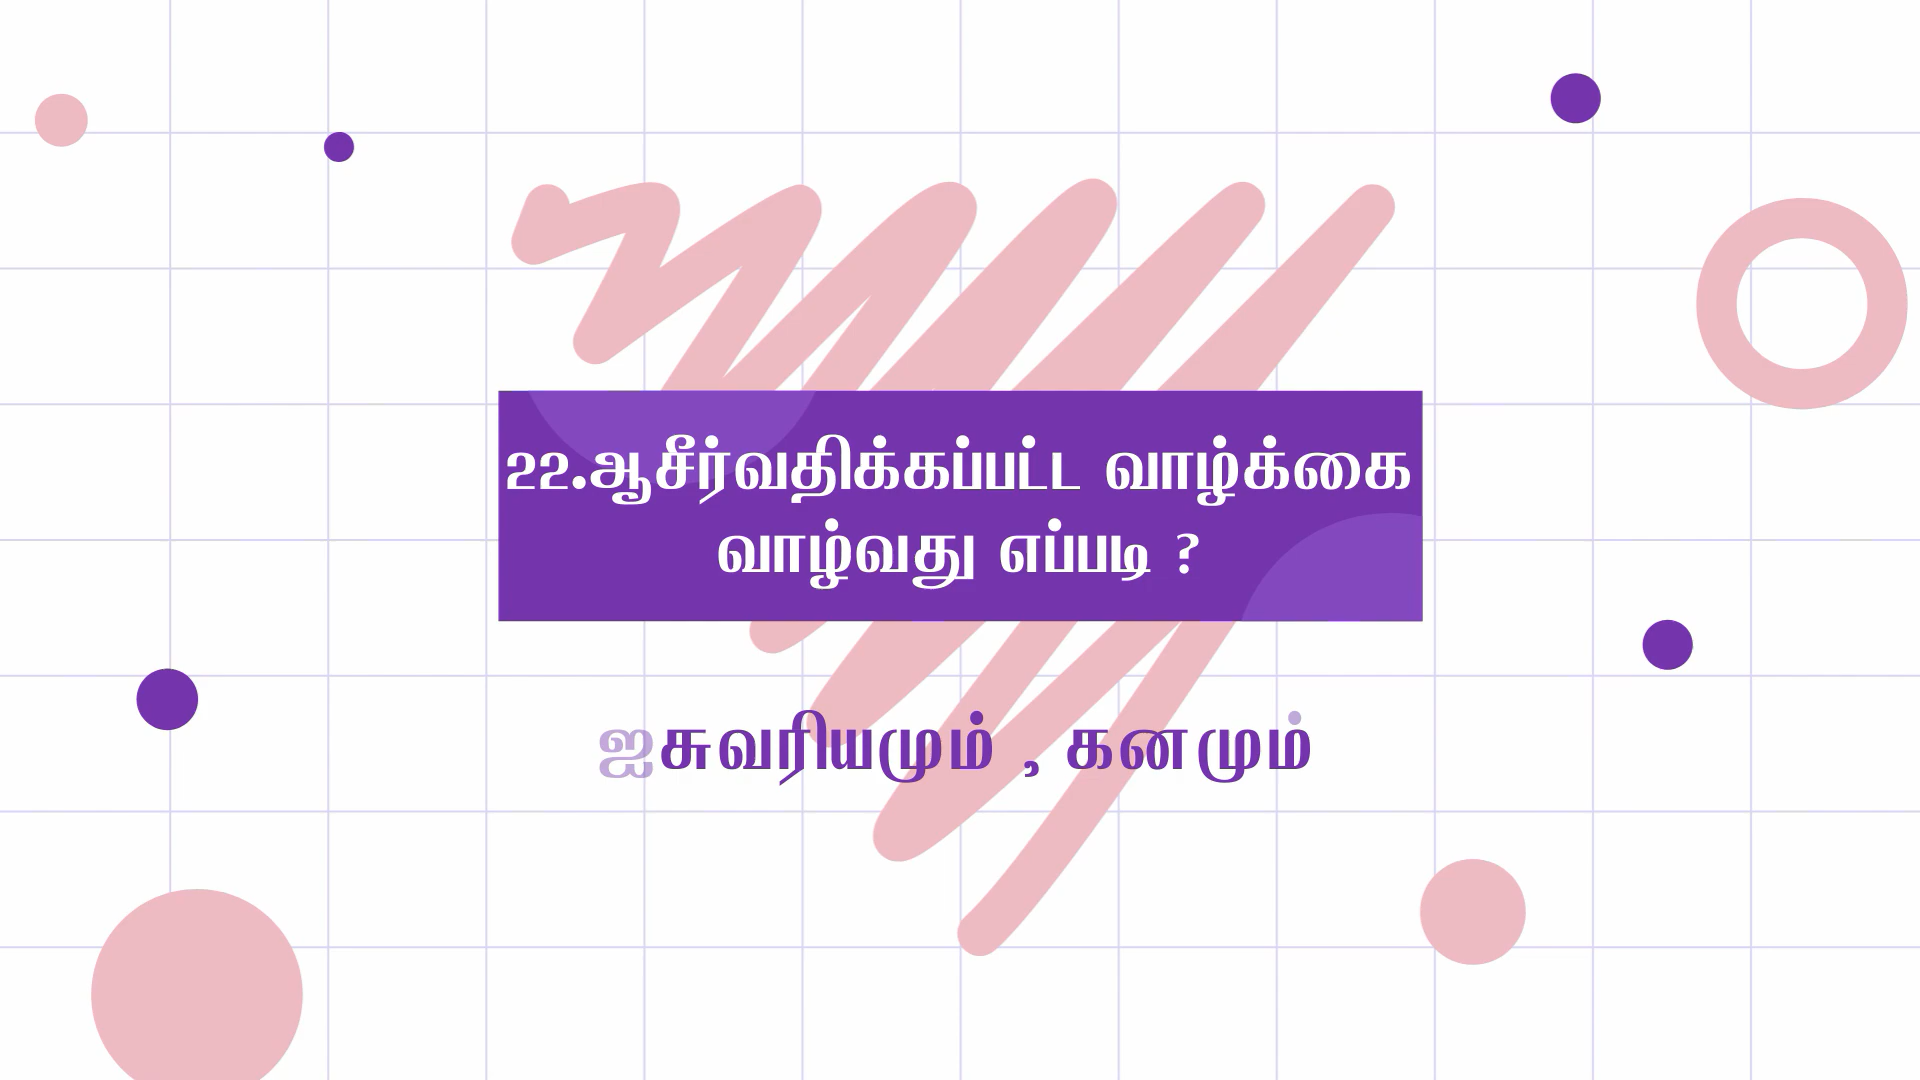 22.ஆசீர்வதிக்கப்பட்ட வாழ்க்கை
வாழ்வது எப்படி ?
ஐசுவரியமும் , கனமும்